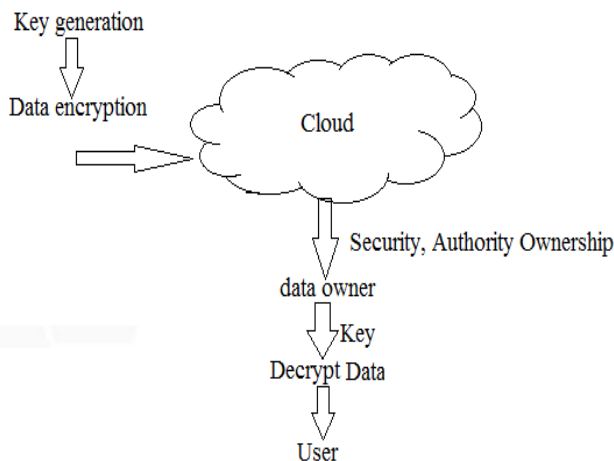 Key generation
Data encryption
Cloud
Security, Authority Ownership
data owner
Key
Decrypt Data
User